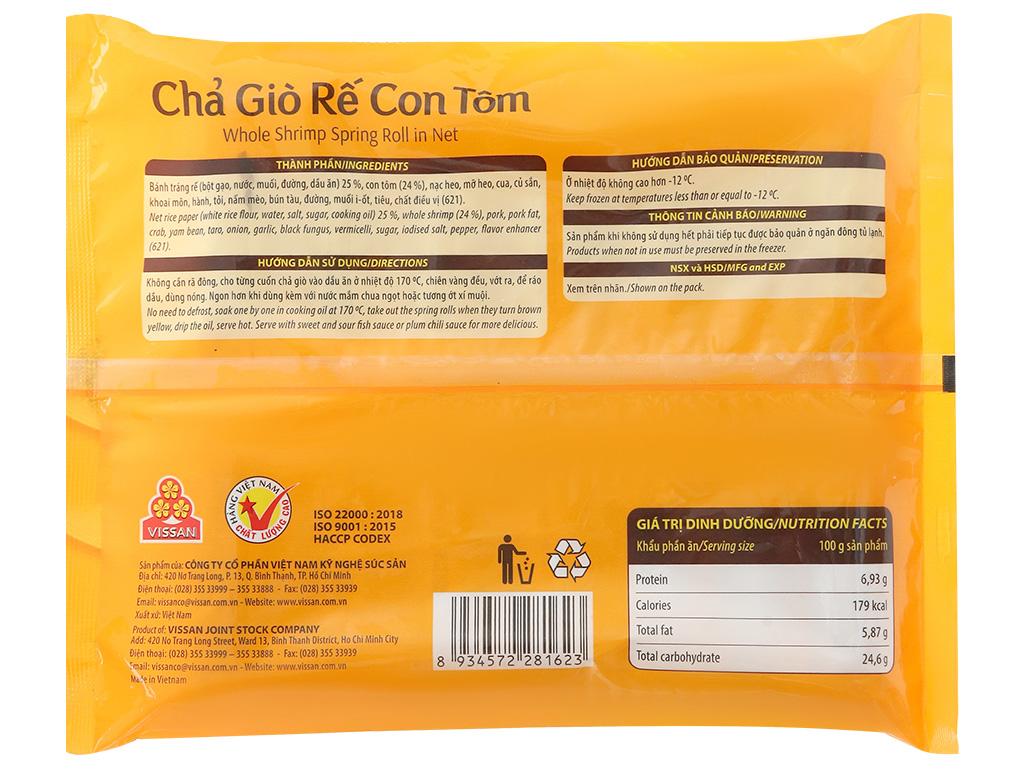 Chả Giò Rế Con Tôm
Whole Shrimp Spring Roll in Net
THÀNH PHẦN/INGREDIENTS
Bánh tráng rế (bột gạo, nước, muối, đường, dầu ăn) 25 %, con tôm (24 %), nạc heo, mỡ heo, cua, củ sắn,
khoai môn, hành, tỏi, nấm mèo, bún tàu, đường, muối i-ốt, tiêu, chất điều vị (621).
Net rice paper (white rice flour, water, salt, sugar, cooking oil) 25 %, whole shrimp (24 %), pork, pork fat,
crab, yam bean, taro, onion, garlic, black fungus, vermicelli, sugar, iodised salt, pepper, flavor enhancer
(621).
HƯỚNG DẪN SỬ DỤNG/DIRECTIONS
Không cần rã đông, cho từng cuốn chả giò vào dầu ăn ở nhiệt độ 170 ºC, chiên vàng đều, vớt ra, để ráo
dầu, dùng nóng. Ngon hơn khi dùng kèm với nước mắm chua ngọt hoặc tương ớt xí muội.
No need to defrost, soak one by one in cooking oil at 170 ºC, take out the spring rolls when they turn brown
yellow, drip the oil, serve hot. Serve with sweet and sour fish sauce or plum chili sauce for more delicious.
HƯỚNG DẪN BẢO QUẢN/PRESERVATION
Ở nhiệt độ không cao hơn -12 ºC.
Keep frozen at temperatures less than or equal to -12 ºC.
THÔNG TIN CẢNH BÁO/WARNING
Sản phẩm khi không sử dụng hết phải tiếp tục được bảo quản ở ngăn đông tủ lạnh.
Products when not in use must be preserved in the freezer.
NSX và HSD/MFG and EXP
Xem trên nhãn./Shown on the pack.
VISSAN
HÀNG VIỆT NAM
CHẤT LƯỢNG CAO
ISO 22000 : 2018
ISO 9001 : 2015
HACCP CODEX
Sản phẩm của: CÔNG TY CỔ PHẦN VIỆT NAM KỸ NGHỆ SÚC SẢN
Địa chỉ: 420 Nơ Trang Long, P. 13, Q. Bình Thạnh, TP. Hồ Chí Minh
Điện thoại: (028) 355 33999 – 355 33888 - Fax: (028) 355 33939
Email: vissanco@vissan.com.vn - Website: www.vissan.com.vn
Xuất xứ: Việt Nam
Product of: VISSAN JOINT STOCK COMPANY
Add: 420 No Trang Long Street, Ward 13, Binh Thanh District, Ho Chi Minh City
Điện thoại: (028) 355 33999 – 355 33888 - Fax: (028) 355 33939
Email: vissanco@vissan.com.vn - Website: www.vissan.com.vn
Made in Vietnam
8 934572 281623
GIÁ TRỊ DINH DƯỠNG/NUTRITION FACTS
Khẩu phần ăn/Serving size 100 g sản phẩm
Protein 6,93 g
Calories 179 kcal
Total fat 5,87 g
Total carbohydrate 24,6 g